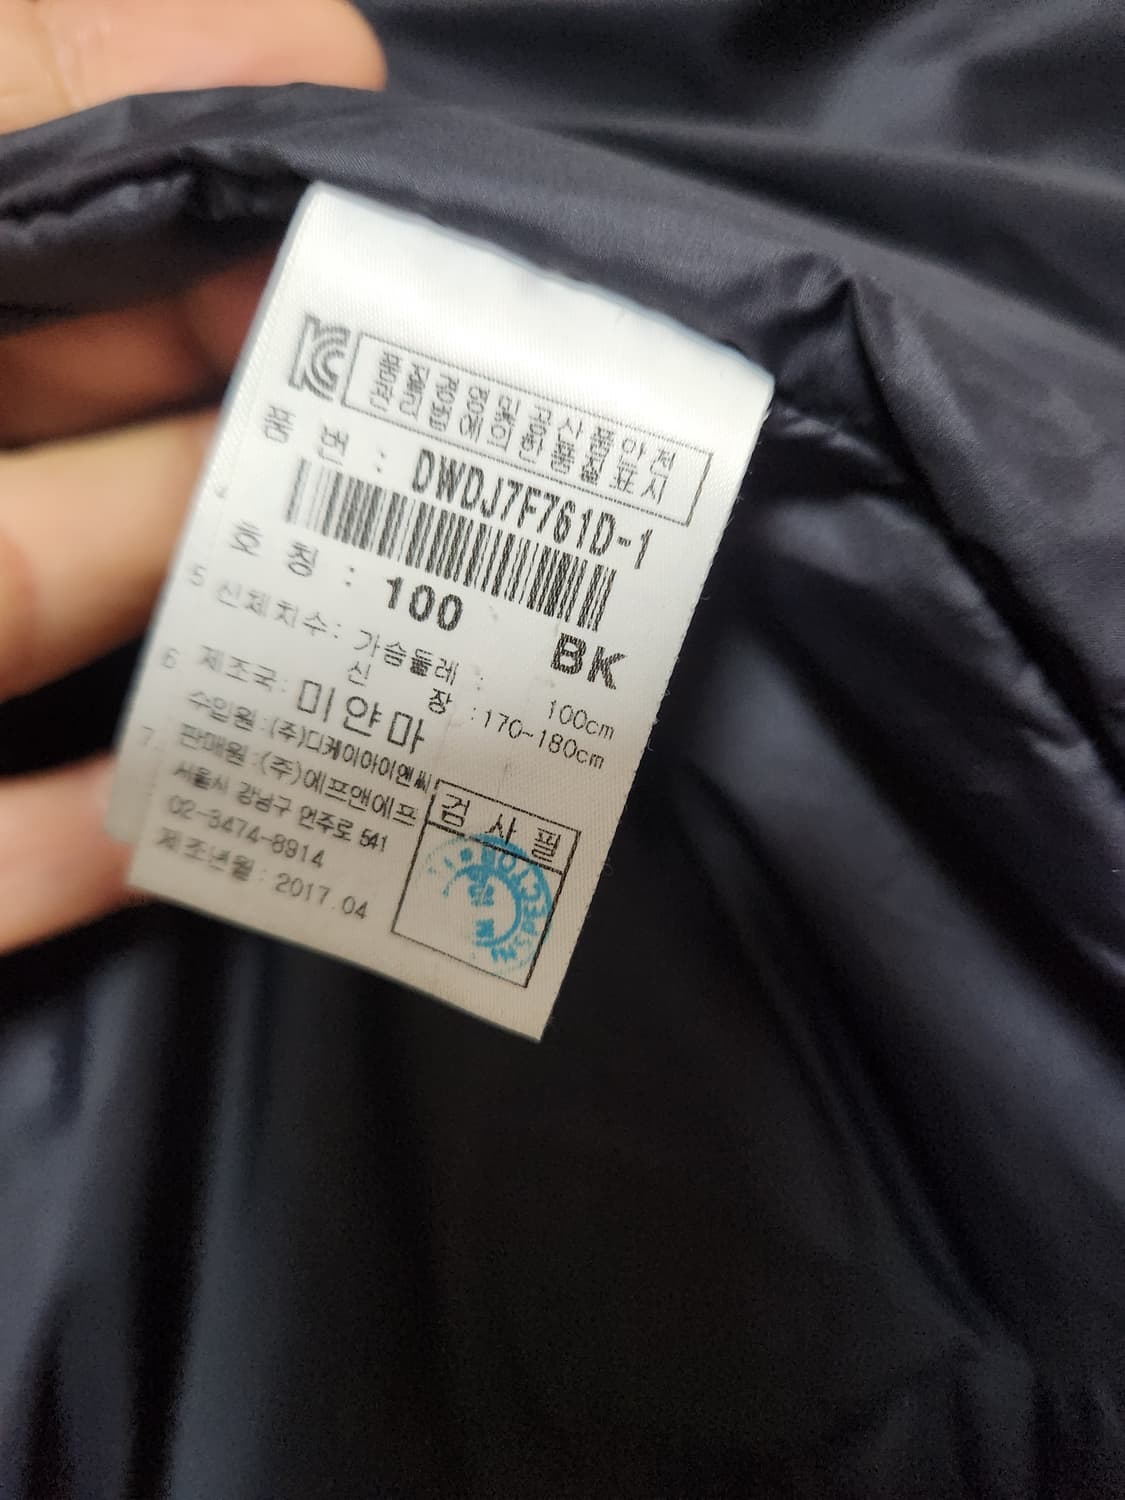 품질경영 및 공산품안전
관리법에 의한 품질표시
품 번 : DWDJ7F761D-1
호 칭 : 100 BK
5 신체치수: 가슴둘레 : 100cm
신 장 : 170~180cm
6 제조국: 미얀마
수입원 : (주)디케이아이앤씨
7 판매원 : (주)에프앤에프
서울시 강남구 언주로 541
02-3474-8914
제조년월 : 2017.04
검 사 필